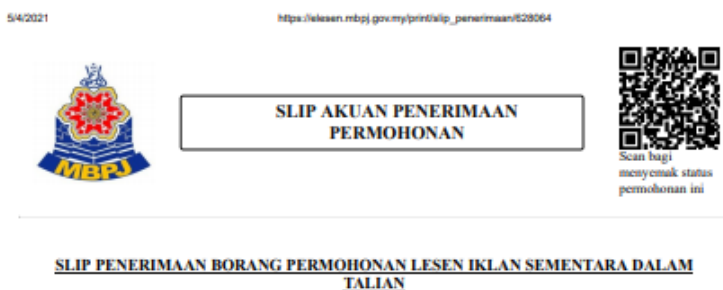 5/4/2021 https://elesen.mbpj.gov.my/print/slip_penerimaan/628064
SLIP AKUAN PENERIMAAN
PERMOHONAN
MBPJ
Scan bagi
menyemak status
permohonan ini
SLIP PENERIMAAN BORANG PERMOHONAN LESEN IKLAN SEMENTARA DALAM
TALIAN